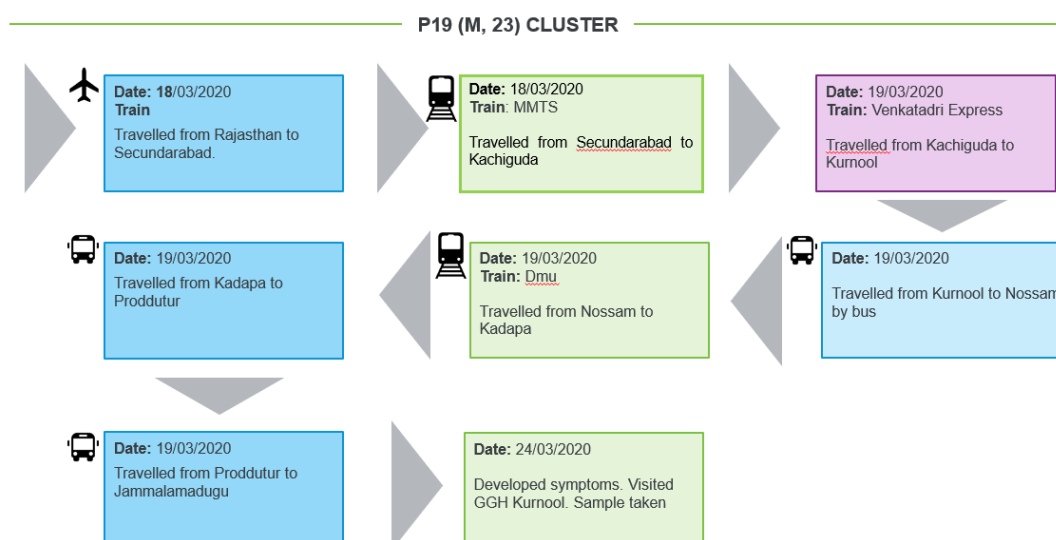 P19 (M, 23) CLUSTER
Date: 18/03/2020
Train
Travelled from Rajasthan to
Secundarabad.
Date: 18/03/2020
Train: MMTS
Travelled from Secundarabad to
Kachiguda
Date: 19/03/2020
Train: Venkatadri Express
Travelled from Kachiguda to
Kurnool
Date: 19/03/2020
Travelled from Kurnool to Nossam
by bus
Date: 19/03/2020
Train: Dmu
Travelled from Nossam to
Kadapa
Date: 19/03/2020
Travelled from Kadapa to
Proddutur
Date: 19/03/2020
Travelled from Proddutur to
Jammalamadugu
Date: 24/03/2020
Developed symptoms. Visited
GGH Kurnool. Sample taken